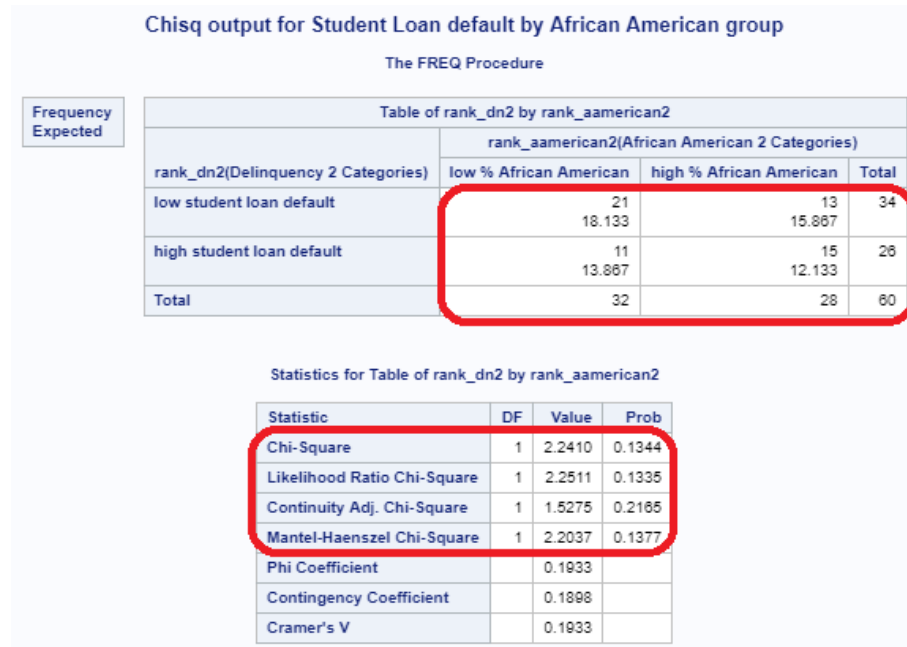 Chisq output for Student Loan default by African American group
The FREQ Procedure
Frequency
Expected
Table of rank_dn2 by rank_aamerican2
rank_aamerican2(African American 2 Categories)
rank_dn2(Delinquency 2 Categories) low % African American high % African American Total
low student loan default 21 13 34
18.133 15.867
high student loan default 11 15 26
13.867 12.133
Total 32 28 60
Statistics for Table of rank_dn2 by rank_aamerican2
Statistic DF Value Prob
Chi-Square 1 2.2410 0.1344
Likelihood Ratio Chi-Square 1 2.2511 0.1335
Continuity Adj. Chi-Square 1 1.5275 0.2165
Mantel-Haenszel Chi-Square 1 2.2037 0.1377
Phi Coefficient 0.1933
Contingency Coefficient 0.1898
Cramer's V 0.1933